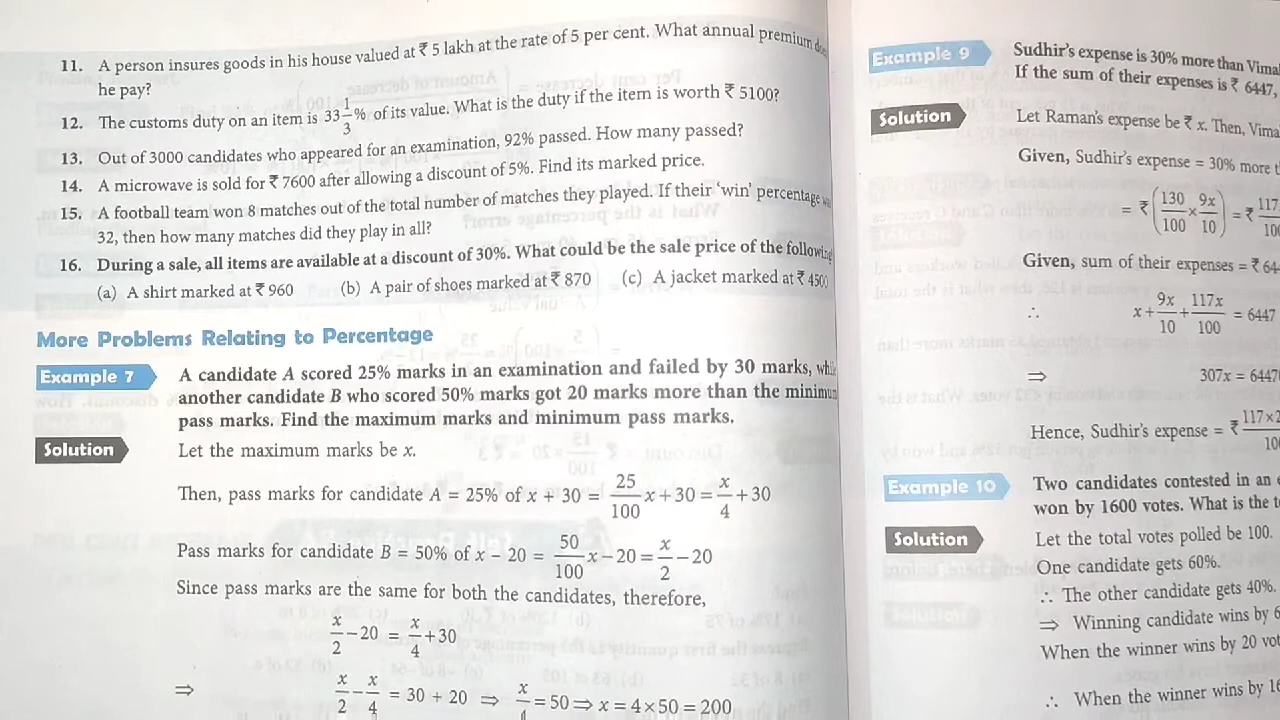 11. A person insures goods in his house valued at ₹ 5 lakh at the rate of 5 per cent. What annual premium
he pay?
12. The customs duty on an item is 33 1/3 % of its value. What is the duty if the item is worth ₹ 5100?
13. Out of 3000 candidates who appeared for an examination, 92% passed. How many passed?
14. A microwave is sold for ₹ 7600 after allowing a discount of 5%. Find its marked price.
15. A football team won 8 matches out of the total number of matches they played. If their 'win' percentage
32, then how many matches did they play in all?
16. During a sale, all items are available at a discount of 30%. What could be the sale price of the following
(a) A shirt marked at ₹ 960 (b) A pair of shoes marked at ₹ 870 (c) A jacket marked at ₹ 4500
More Problems Relating to Percentage
Example 7 A candidate A scored 25% marks in an examination and failed by 30 marks,
another candidate B who scored 50% marks got 20 marks more than the
pass marks. Find the maximum marks and minimum pass marks.
Solution Let the maximum marks be x.
Then, pass marks for candidate A = 25% of x + 30 = 25/100 x + 30 = x/4 + 30
Pass marks for candidate B = 50% of x − 20 = 50/100 x − 20 = x/2 − 20
Since pass marks are the same for both the candidates, therefore,
x/2 − 20 = x/4 + 30
⇒ x/2 − x/4 = 30 + 20 ⇒ x/4 = 50 ⇒ x = 4 × 50 = 200
Example 9 Sudhir's expense is 30% more than
If the sum of their expenses is ₹ 6447,
Solution Let Raman's expense be ₹ x. Then,
Given, Sudhir's expense = 30% more
= ₹ (130/100 × 9x/10) = ₹ 117
Given, sum of their expenses = ₹
∴ x + 9x/10 + 117x/100 = 6447
⇒ 307x = 6447
Hence, Sudhir's expense = ₹ 117 ×
Example 10 Two candidates contested in an
won by 1600 votes. What is the
Solution Let the total votes polled be 100.
One candidate gets 60%.
∴ The other candidate gets 40%.
⇒ Winning candidate wins by
When the winner wins by 20
∴ When the winner wins by